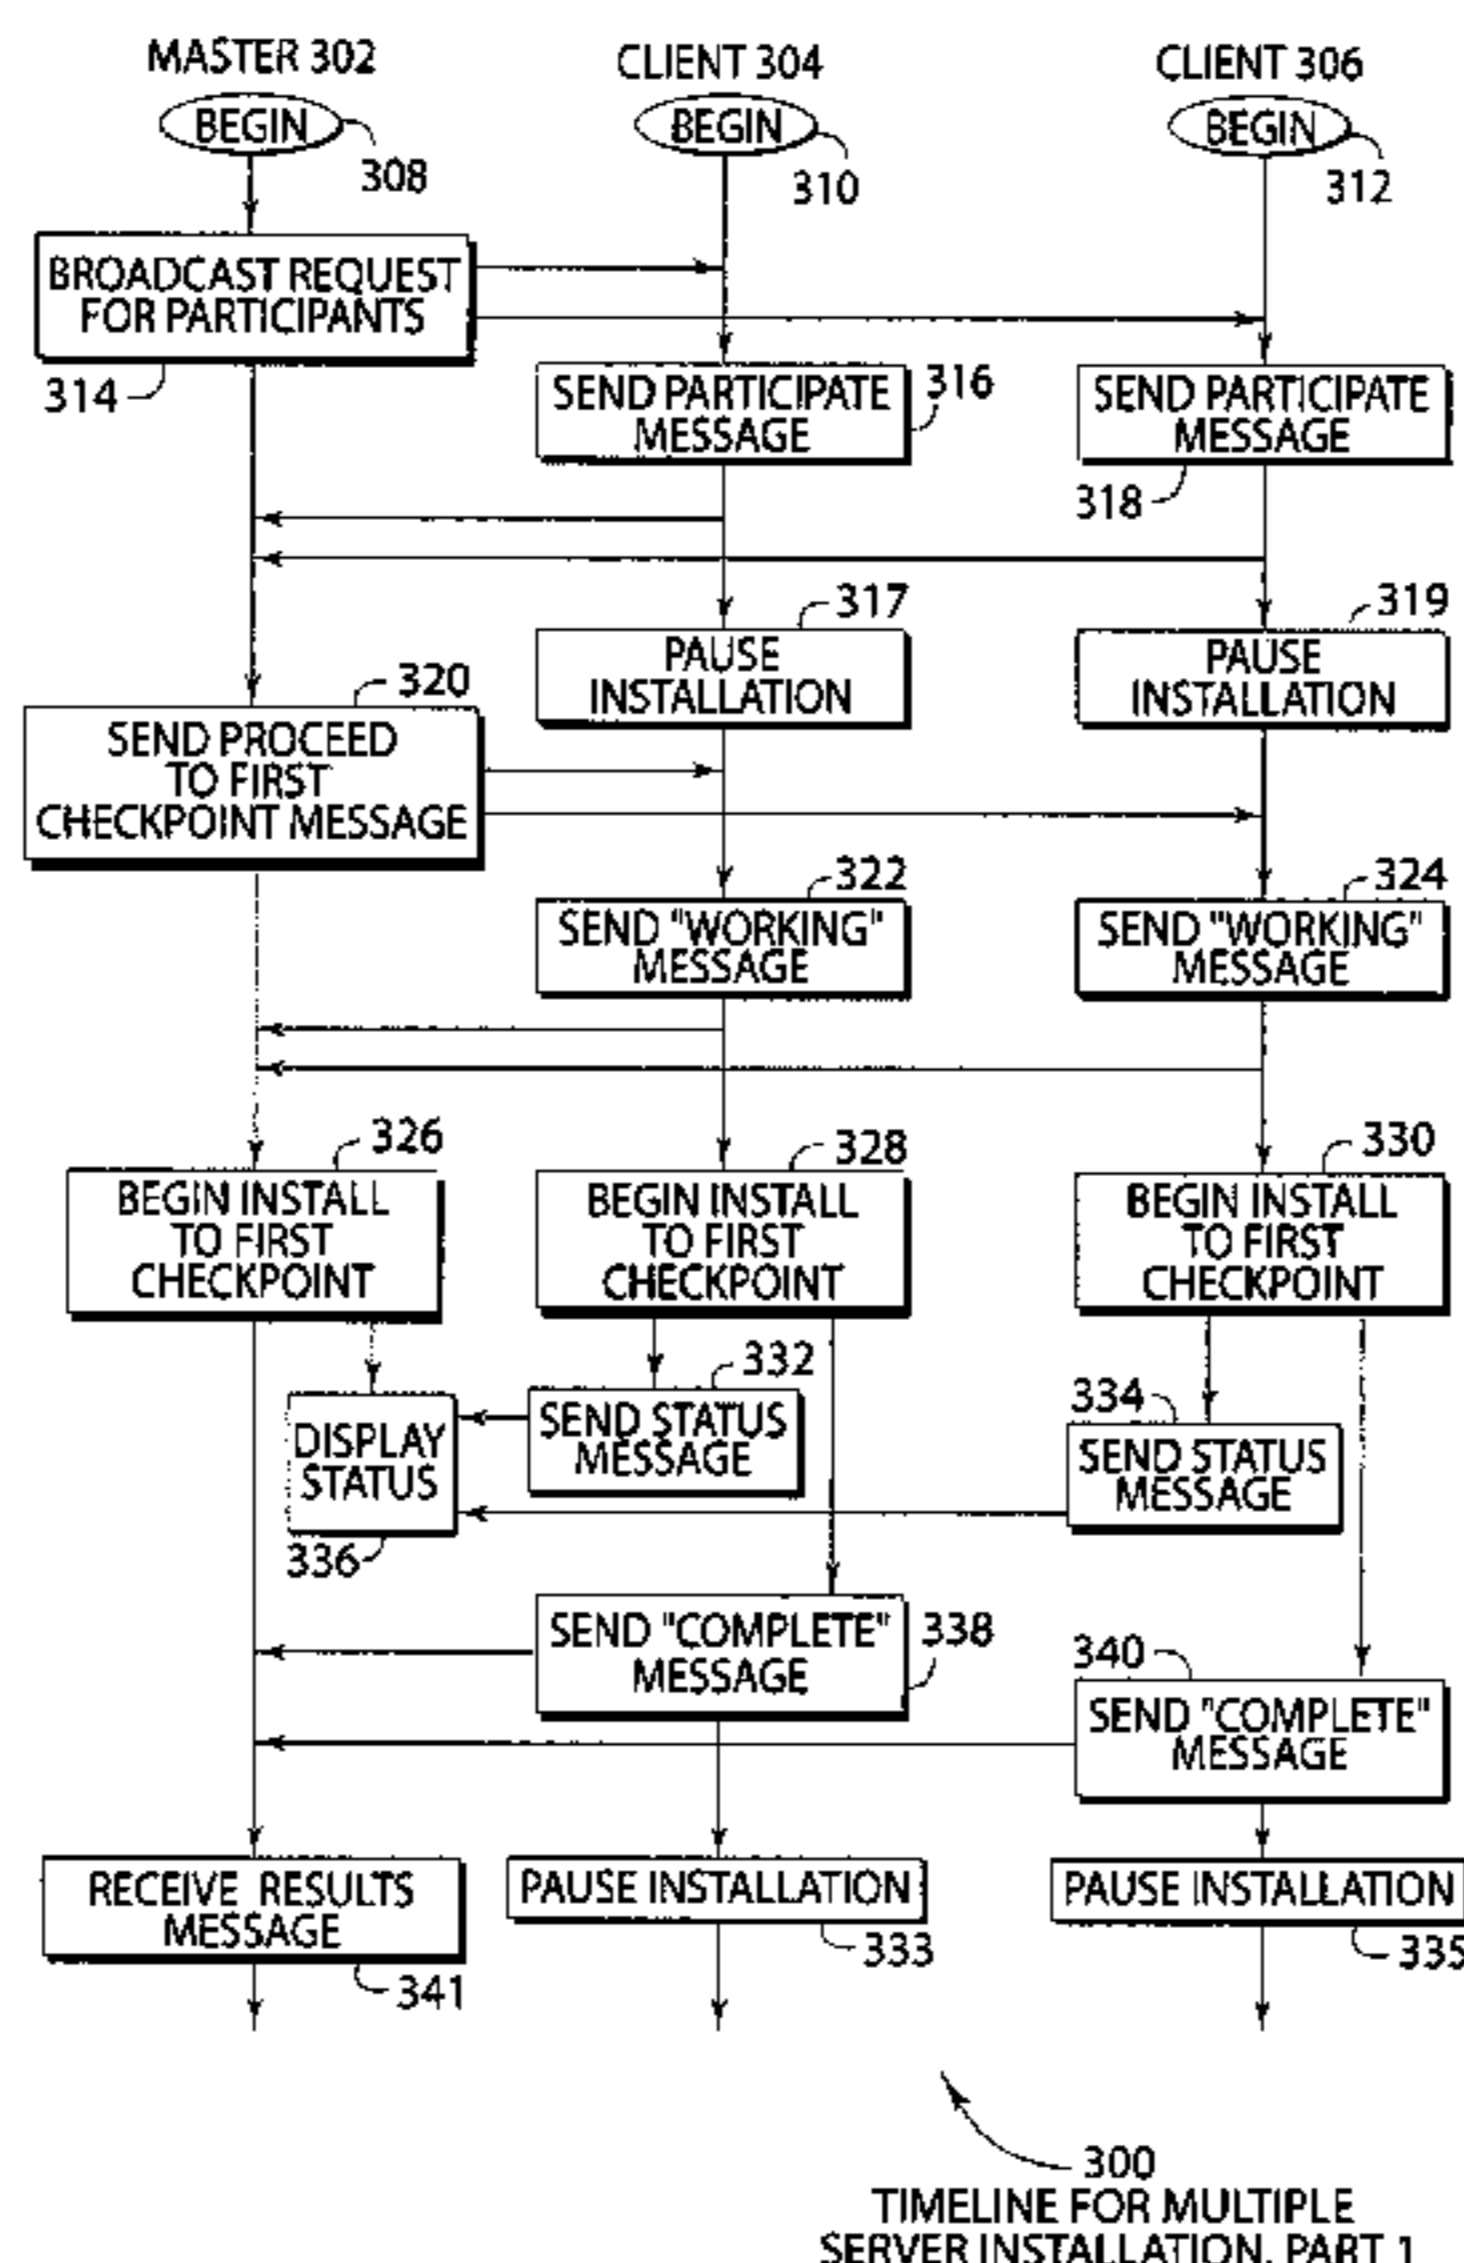 MASTER 302
CLIENT 304
CLIENT 306
BEGIN
BEGIN
BEGIN
308
310
312
BROADCAST REQUEST
FOR PARTICIPANTS
314
SEND PARTICIPATE
MESSAGE
316
SEND PARTICIPATE
MESSAGE
318
317
319
PAUSE
INSTALLATION
PAUSE
INSTALLATION
320
SEND PROCEED
TO FIRST
CHECKPOINT MESSAGE
322
324
SEND "WORKING"
MESSAGE
SEND "WORKING"
MESSAGE
326
328
330
BEGIN INSTALL
TO FIRST
CHECKPOINT
BEGIN INSTALL
TO FIRST
CHECKPOINT
BEGIN INSTALL
TO FIRST
CHECKPOINT
332
334
DISPLAY
STATUS
SEND STATUS
MESSAGE
SEND STATUS
MESSAGE
336
SEND "COMPLETE"
MESSAGE
338
340
SEND "COMPLETE"
MESSAGE
RECEIVE RESULTS
MESSAGE
PAUSE INSTALLATION
PAUSE INSTALLATION
333
335
341
300
TIMELINE FOR MULTIPLE
SERVER INSTALLATION, PART 1